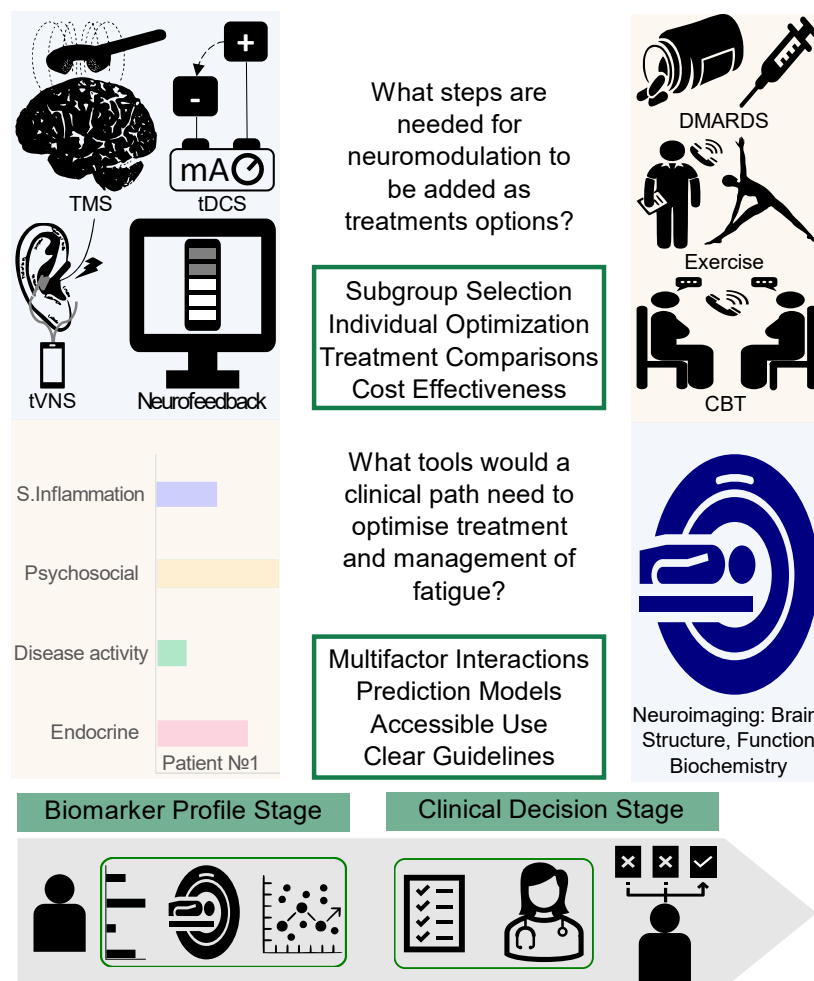 +
-
mA
TMS
tDCS
tVNS
Neurofeedback
What steps are
needed for
neuromodulation to
be added as
treatments options?
Subgroup Selection
Individual Optimization
Treatment Comparisons
Cost Effectiveness
DMARDS
Exercise
CBT
S.Inflammation
Psychosocial
Disease activity
Endocrine
Patient №1
What tools would a
clinical path need to
optimise treatment
and management of
fatigue?
Multifactor Interactions
Prediction Models
Accessible Use
Clear Guidelines
Neuroimaging: Brain
Structure, Function
Biochemistry
Biomarker Profile Stage
Clinical Decision Stage